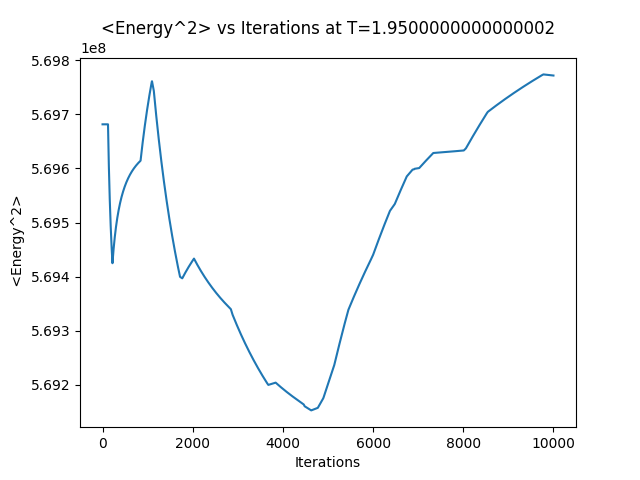 <Energy^2> vs Iterations at T=1.9500000000000002
1e8
5.698
5.697
5.696
5.695
5.694
5.693
5.692
<Energy^2>
0 2000 4000 6000 8000 10000
Iterations